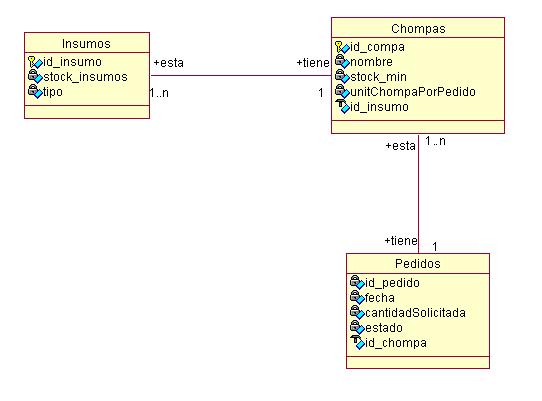 Insumos
id_insumo
stock_insumos
tipo
+esta
1..n
+tiene
1
Chompas
id_compa
nombre
stock_min
unitChompaPorPedido
id_insumo
1..n
+esta
+tiene
1
Pedidos
id_pedido
fecha
cantidadSolicitada
estado
id_chompa